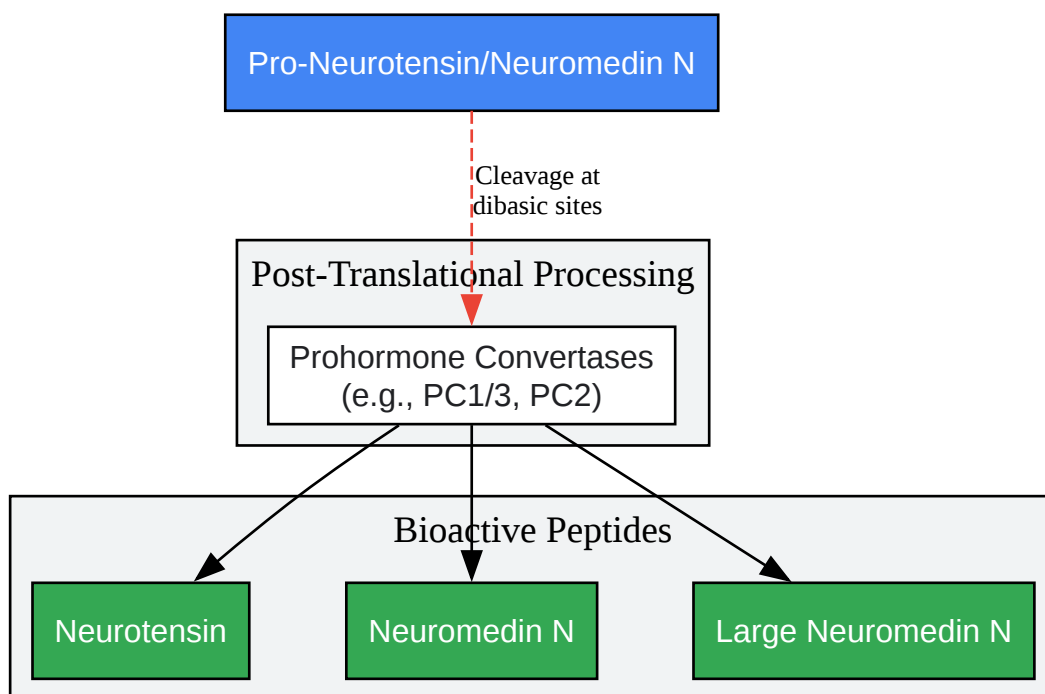 Pro-Neurotensin/Neuromedin N
Cleavage at
dibasic sites
Post-Translational Processing
Prohormone Convertases
(e.g., PC1/3, PC2)
Bioactive Peptides
Neurotensin
Neuromedin N
Large Neuromedin N